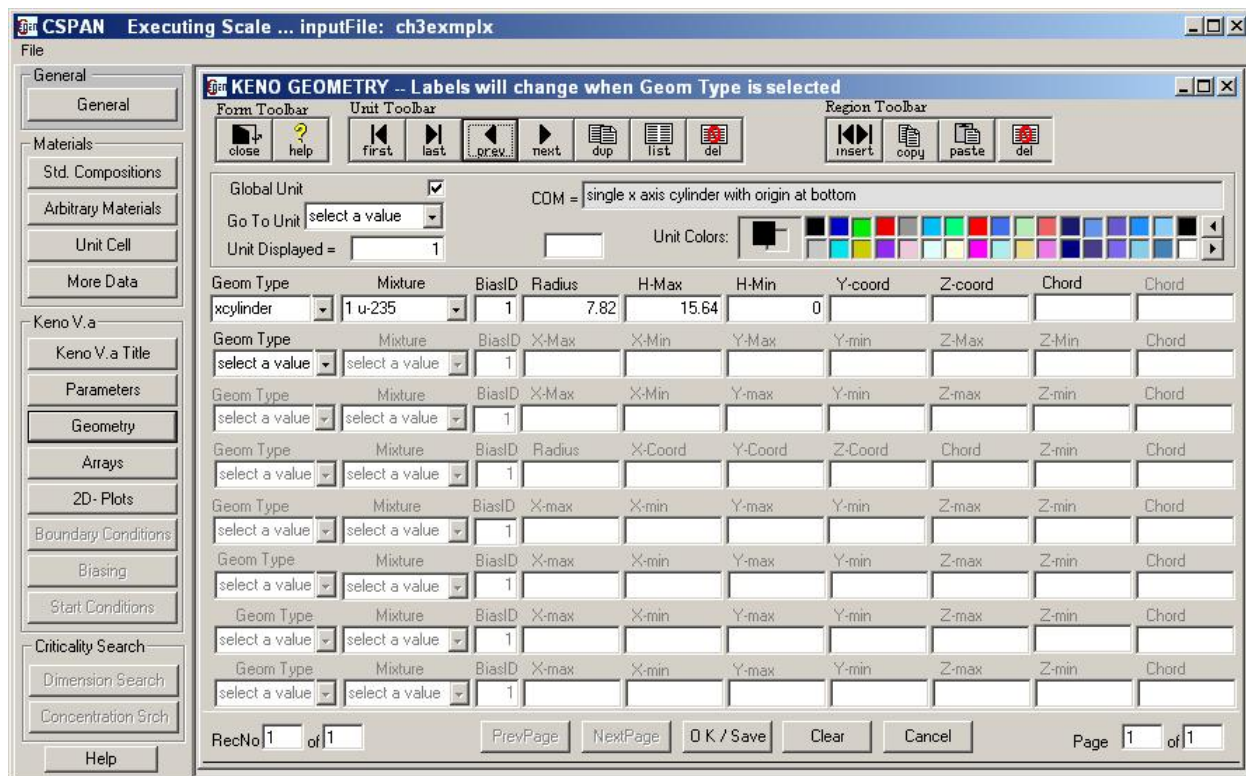 CSPAN Executing Scale ... inputFile: ch3exmplx
File
General
General
Materials
Std. Compositions
Arbitrary Materials
Unit Cell
More Data
Keno V.a
Keno V.a Title
Parameters
Geometry
Arrays
2D- Plots
Boundary Conditions
Biasing
Start Conditions
Criticality Search
Dimension Search
Concentration Srch
Help
KENO GEOMETRY -- Labels will change when Geom Type is selected
Form Toolbar Unit Toolbar Region Toolbar
close help first last prev next dup list del insert copy paste del
Global Unit
COM = single x axis cylinder with origin at bottom
Go To Unit select a value
Unit Colors:
Unit Displayed = 1
Geom Type Mixture BiasID Radius H-Max H-Min Y-coord Z-coord Chord Chord
xcylinder 1 u-235 1 7.82 15.64 0
Geom Type Mixture BiasID X-Max X-Min Y-Max Y-min Z-Max Z-Min Chord
select a value select a value 1
Geom Type Mixture BiasID X-Max X-Min Y-max Y-min Z-max Z-min Chord
select a value select a value 1
Geom Type Mixture BiasID Radius X-Coord Y-Coord Z-Coord Chord Z-min Chord
select a value select a value 1
Geom Type Mixture BiasID X-max X-min Y-max Y-min Z-max Z-min Chord
select a value select a value 1
Geom Type Mixture BiasID X-max X-min Y-max Y-min Z-max Z-min Chord
select a value select a value 1
Geom Type Mixture BiasID X-max X-min Y-max Y-min Z-max Z-min Chord
select a value select a value 1
Geom Type Mixture BiasID X-max X-min Y-max Y-min Z-max Z-min Chord
select a value select a value 1
RecNo 1 of 1 PrevPage NextPage O K / Save Clear Cancel Page 1 of 1